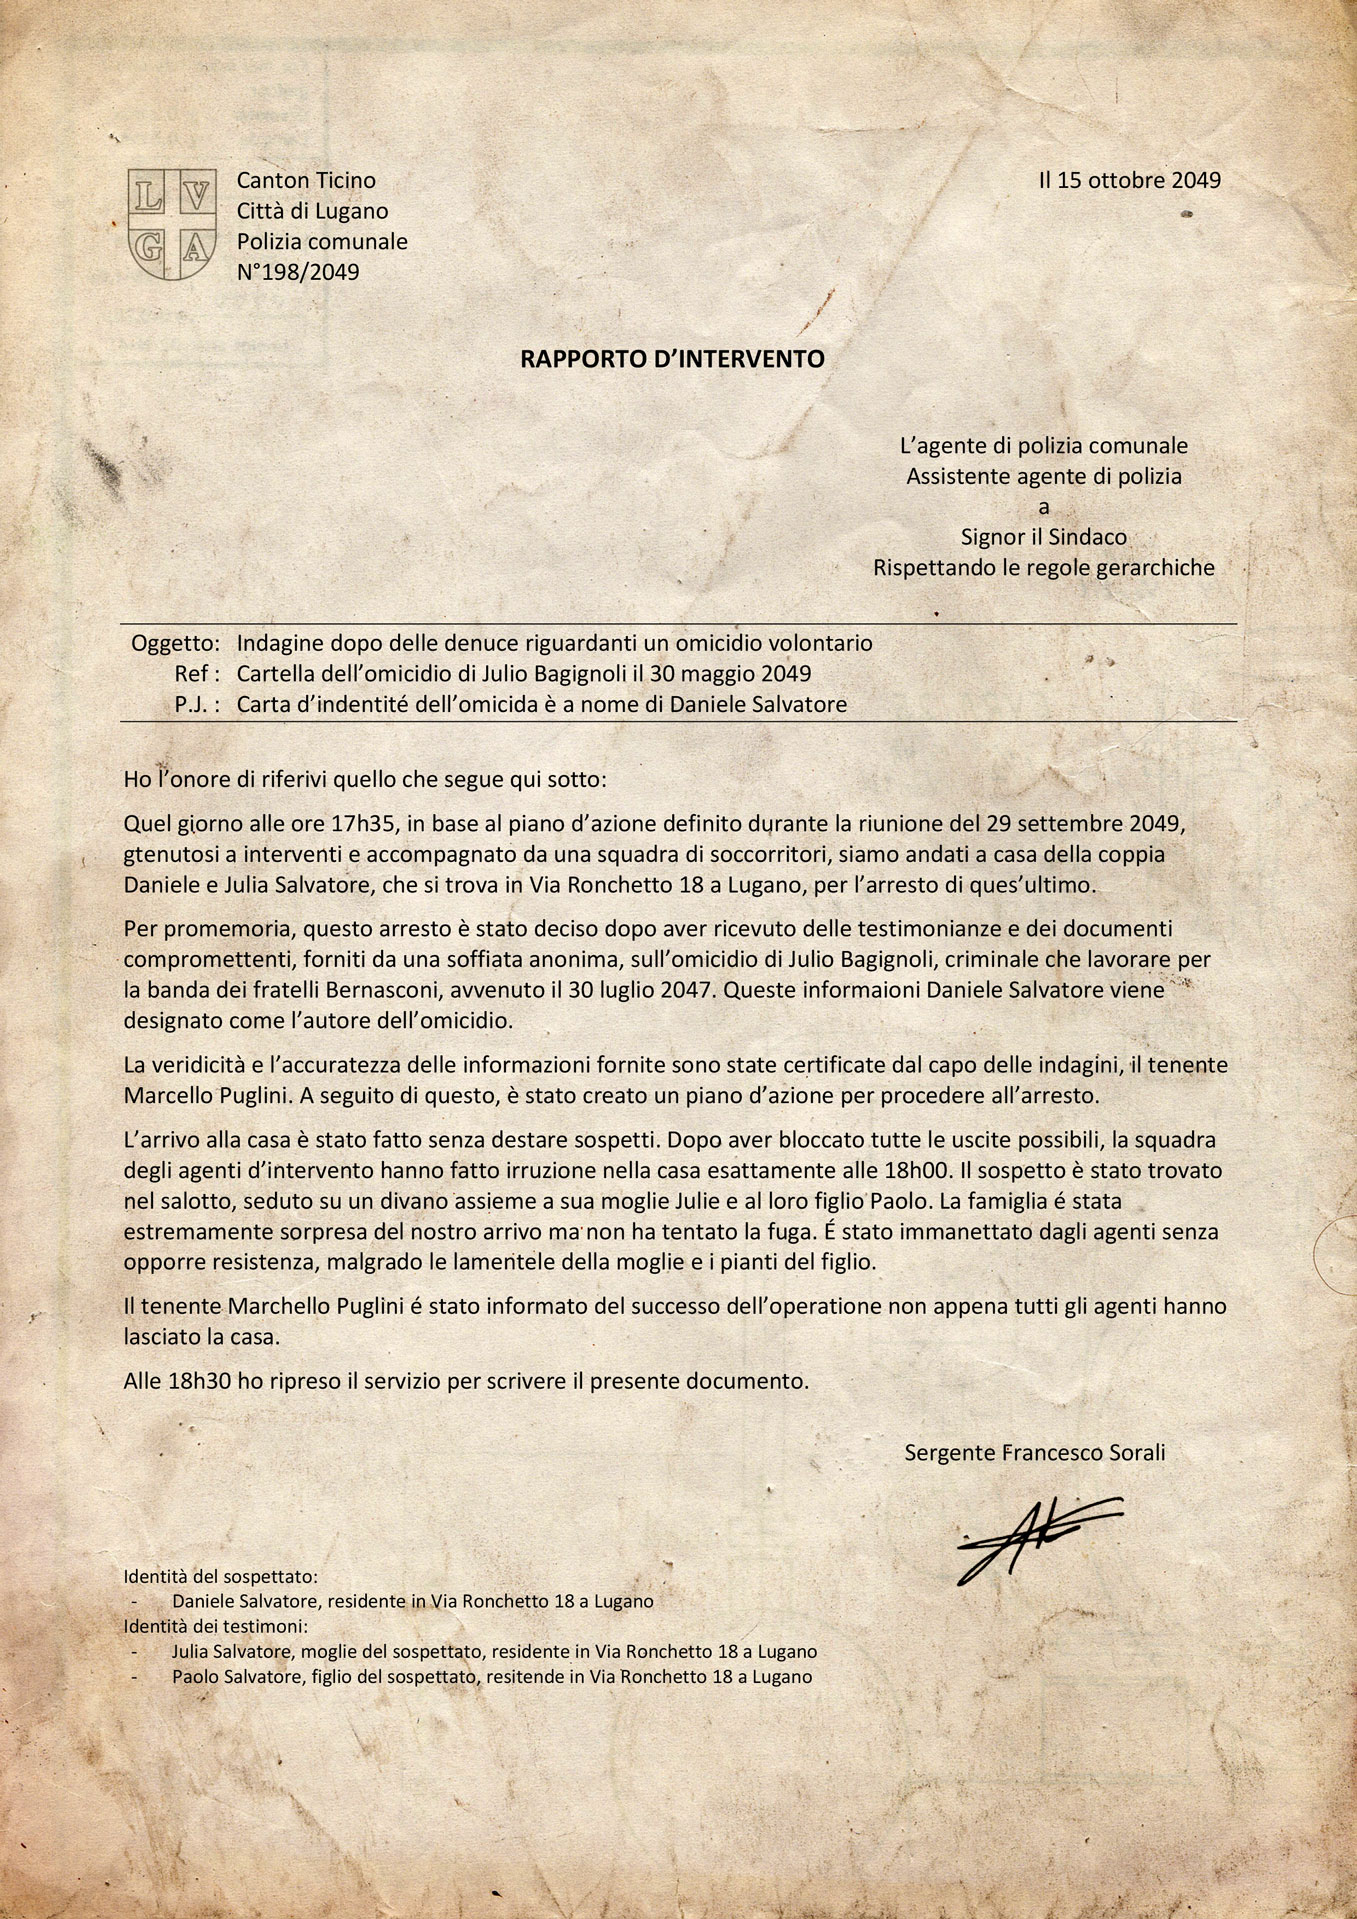 LV
GA
Canton Ticino
Città di Lugano
Polizia comunale
N°198/2049
Il 15 ottobre 2049
RAPPORTO D’INTERVENTO
L’agente di polizia comunale
Assistente agente di polizia
a
Signor il Sindaco
Rispettando le regole gerarchiche
Oggetto: Indagine dopo delle denuce riguardanti un omicidio volontario
Ref : Cartella dell’omicidio di Julio Bagignoli il 30 maggio 2049
P.J. : Carta d’indentité dell’omicida è a nome di Daniele Salvatore
Ho l’onore di riferivi quello che segue qui sotto:
Quel giorno alle ore 17h35, in base al piano d’azione definito durante la riunione del 29 settembre 2049,
gtenutosi a interventi e accompagnato da una squadra di soccorritori, siamo andati a casa della coppia
Daniele e Julia Salvatore, che si trova in Via Ronchetto 18 a Lugano, per l’arresto di ques’ultimo.
Per promemoria, questo arresto è stato deciso dopo aver ricevuto delle testimonianze e dei documenti
compromettenti, forniti da una soffiata anonima, sull’omicidio di Julio Bagignoli, criminale che lavorare per
la banda dei fratelli Bernasconi, avvenuto il 30 luglio 2047. Queste informaioni Daniele Salvatore viene
designato come l’autore dell’omicidio.
La veridicità e l’accuratezza delle informazioni fornite sono state certificate dal capo delle indagini, il tenente
Marcello Puglini. A seguito di questo, è stato creato un piano d’azione per procedere all’arresto.
L’arrivo alla casa è stato fatto senza destare sospetti. Dopo aver bloccato tutte le uscite possibili, la squadra
degli agenti d’intervento hanno fatto irruzione nella casa esattamente alle 18h00. Il sospetto è stato trovato
nel salotto, seduto su un divano assieme a sua moglie Julie e al loro figlio Paolo. La famiglia é stata
estremamente sorpresa del nostro arrivo ma non ha tentato la fuga. É stato immanettato dagli agenti senza
opporre resistenza, malgrado le lamentele della moglie e i pianti del figlio.
Il tenente Marchello Puglini é stato informato del successo dell’operatione non appena tutti gli agenti hanno
lasciato la casa.
Alle 18h30 ho ripreso il servizio per scrivere il presente documento.
Sergente Francesco Sorali
Identità del sospettato:
- Daniele Salvatore, residente in Via Ronchetto 18 a Lugano
Identità dei testimoni:
- Julia Salvatore, moglie del sospettato, residente in Via Ronchetto 18 a Lugano
- Paolo Salvatore, figlio del sospettato, resitende in Via Ronchetto 18 a Lugano